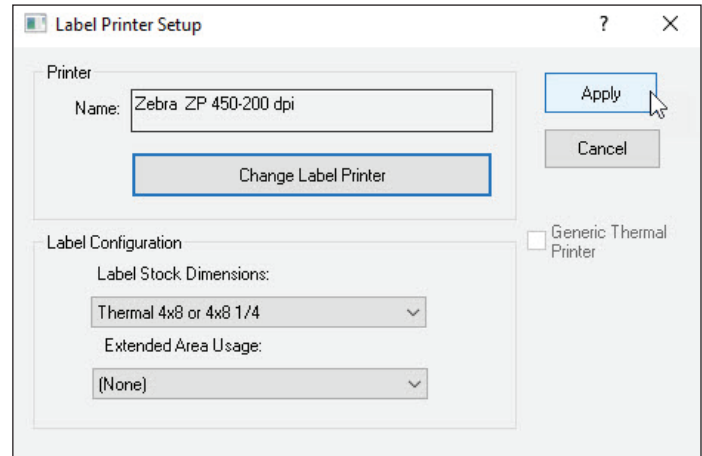 Label Printer Setup
? ×
Printer
Name: Zebra ZP 450-200 dpi
Apply
Change Label Printer
Cancel
Label Configuration
Generic Thermal
Printer
Label Stock Dimensions:
Thermal 4x8 or 4x8 1/4
Extended Area Usage:
(None)